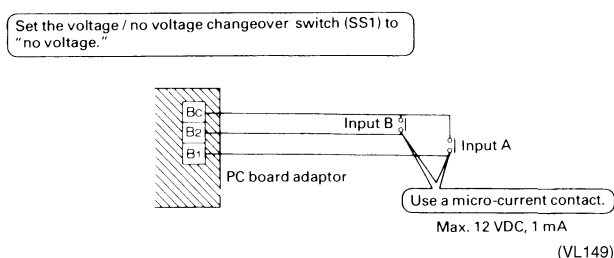 Set the voltage / no voltage changeover switch (SS1) to
"no voltage."
BC
B2
B1
Input B
Input A
PC board adaptor
Use a micro-current contact.
Max. 12 VDC, 1 mA
(VL149)